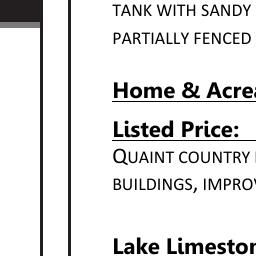 TANK WITH SANDY
PARTIALLY FENCED
Home & Acrea
Listed Price:
QUAINT COUNTRY
BUILDINGS, IMPROV
Lake Limeston